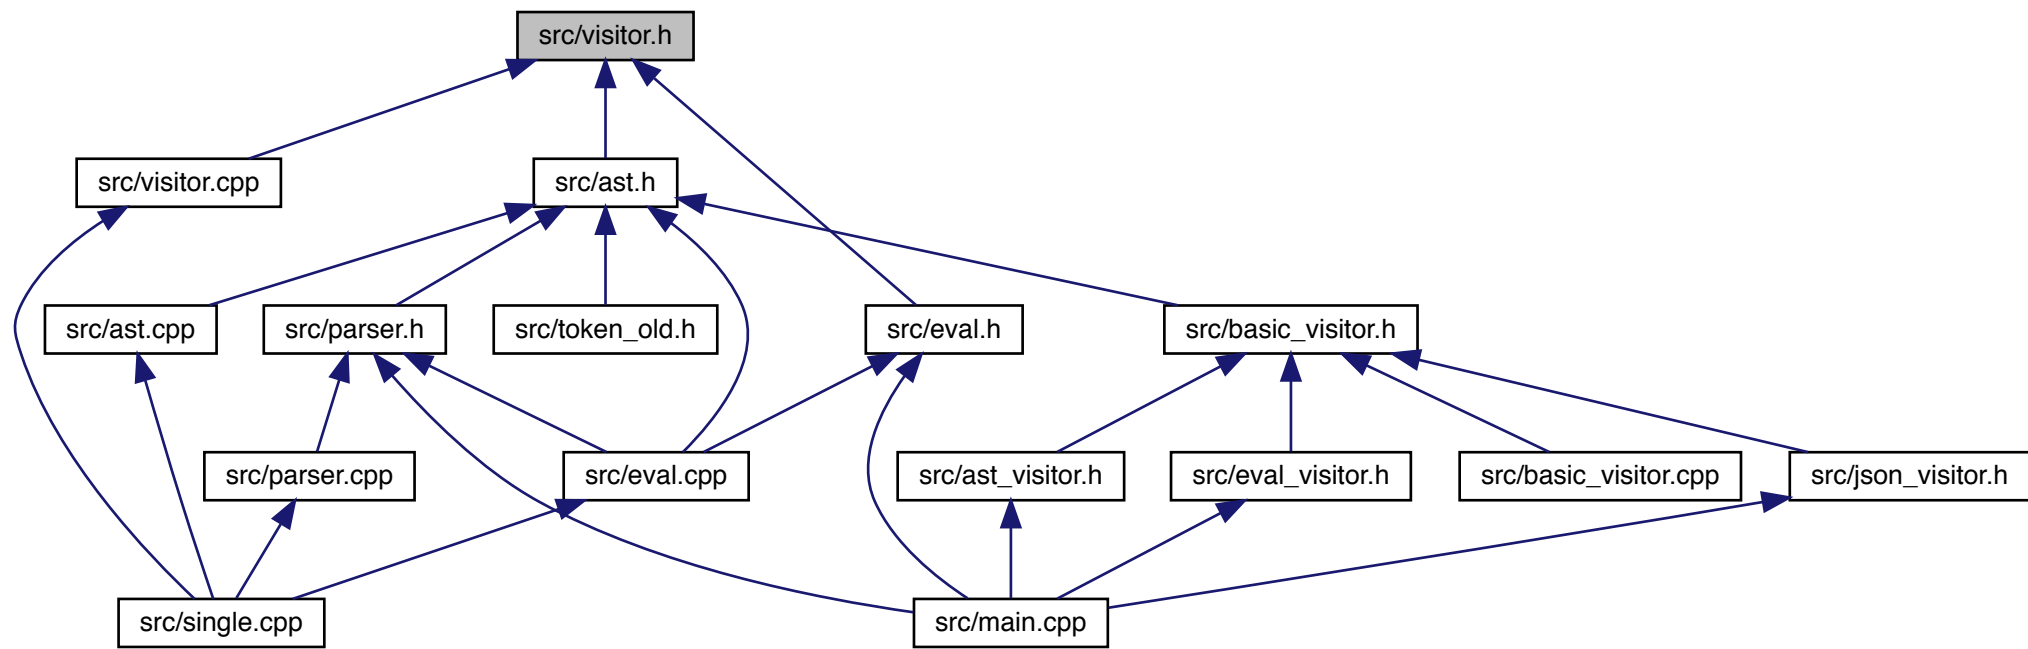 src/visitor.h
src/visitor.cpp
src/ast.h
src/ast.cpp
src/parser.h
src/token_old.h
src/eval.h
src/basic_visitor.h
src/parser.cpp
src/eval.cpp
src/ast_visitor.h
src/eval_visitor.h
src/basic_visitor.cpp
src/json_visitor.h
src/single.cpp
src/main.cpp